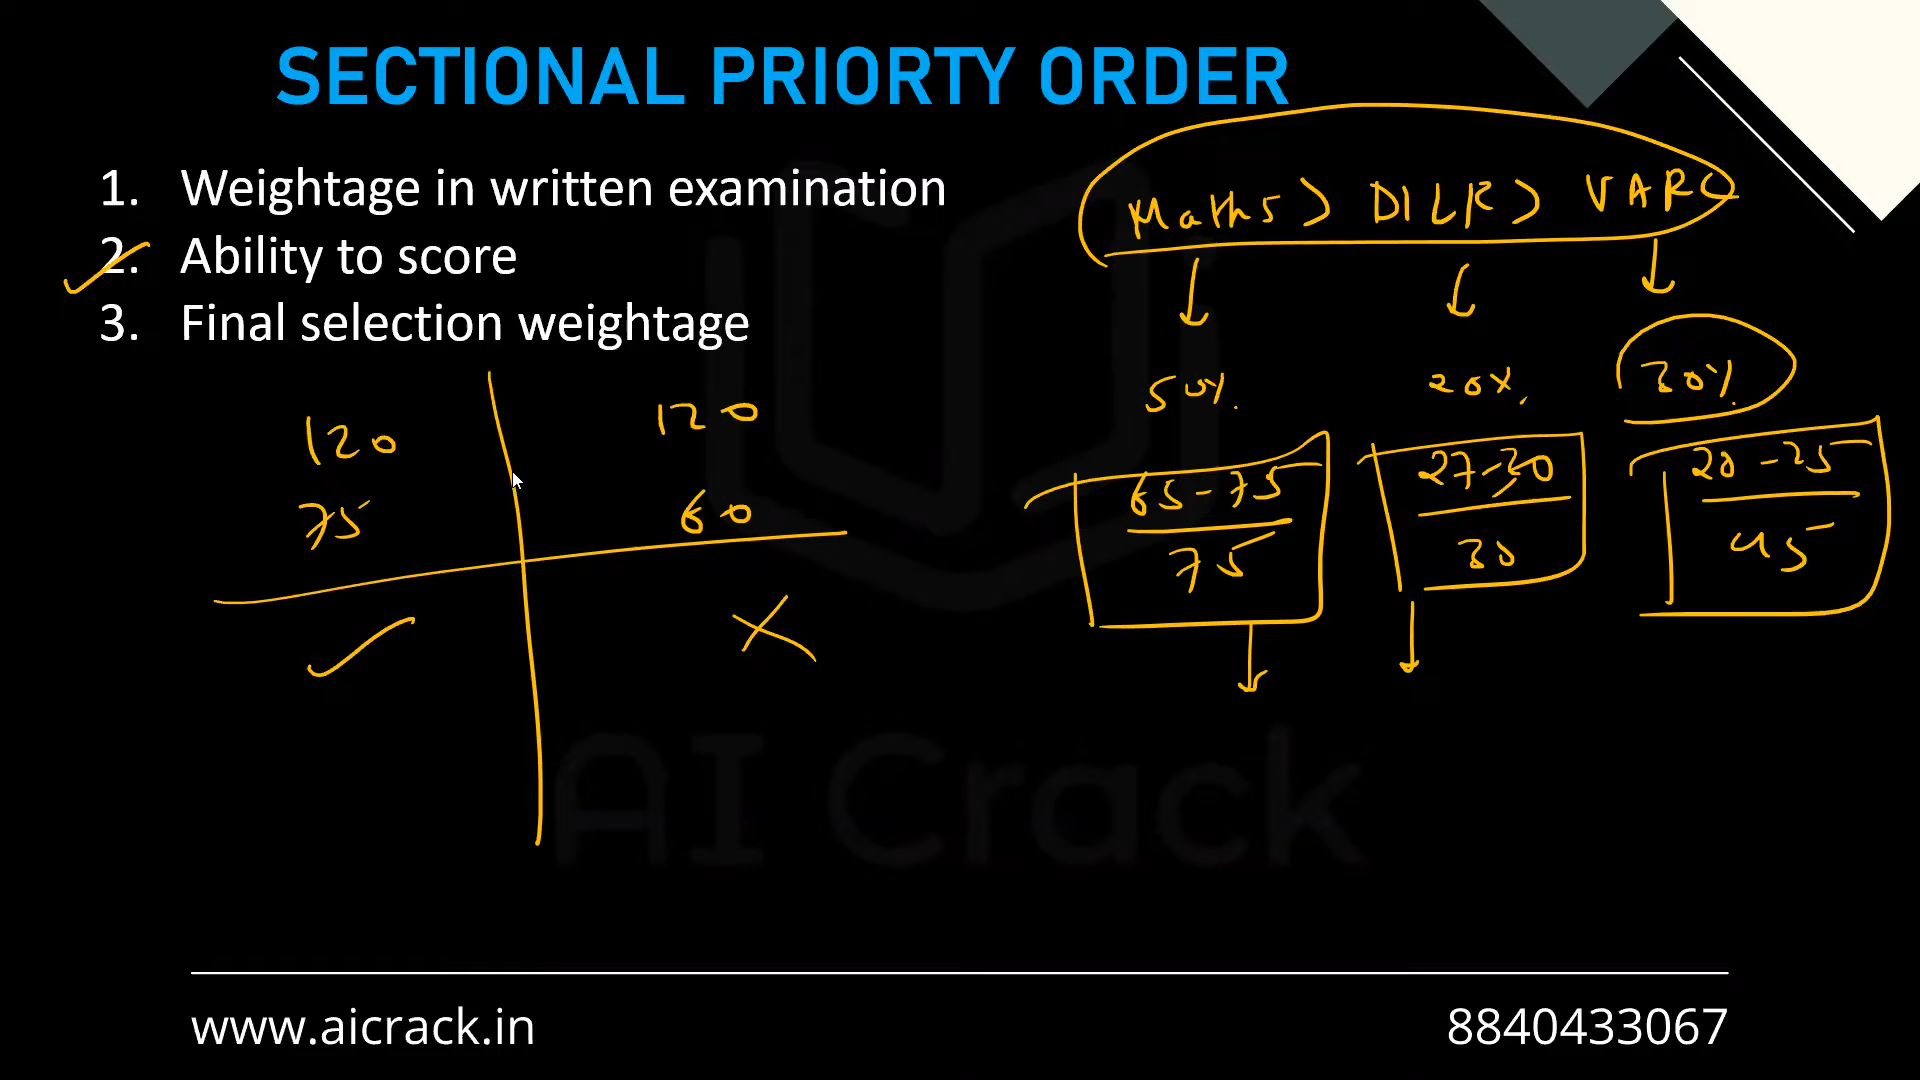 SECTIONAL PRIORTY ORDER
1. Weightage in written examination
2. Ability to score
3. Final selection weightage
Maths > DILR > VARC
50% 20% 30%
120 120
75 60
65-75 27-30 20-25
75 30 45
AI Crack
www.aicrack.in
8840433067